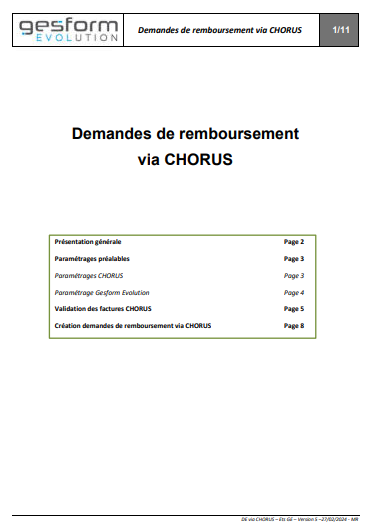 gesform
EVOLUTION
Demandes de remboursement via CHORUS
1/11
Demandes de remboursement
via CHORUS
Présentation générale Page 2
Paramétrages préalables Page 3
Paramétrages CHORUS Page 3
Paramétrage Gesform Evolution Page 4
Validation des factures CHORUS Page 5
Création demandes de remboursement via CHORUS Page 8
DE via CHORUS – Ets GE – Version 5 –27/02/2024 - MR